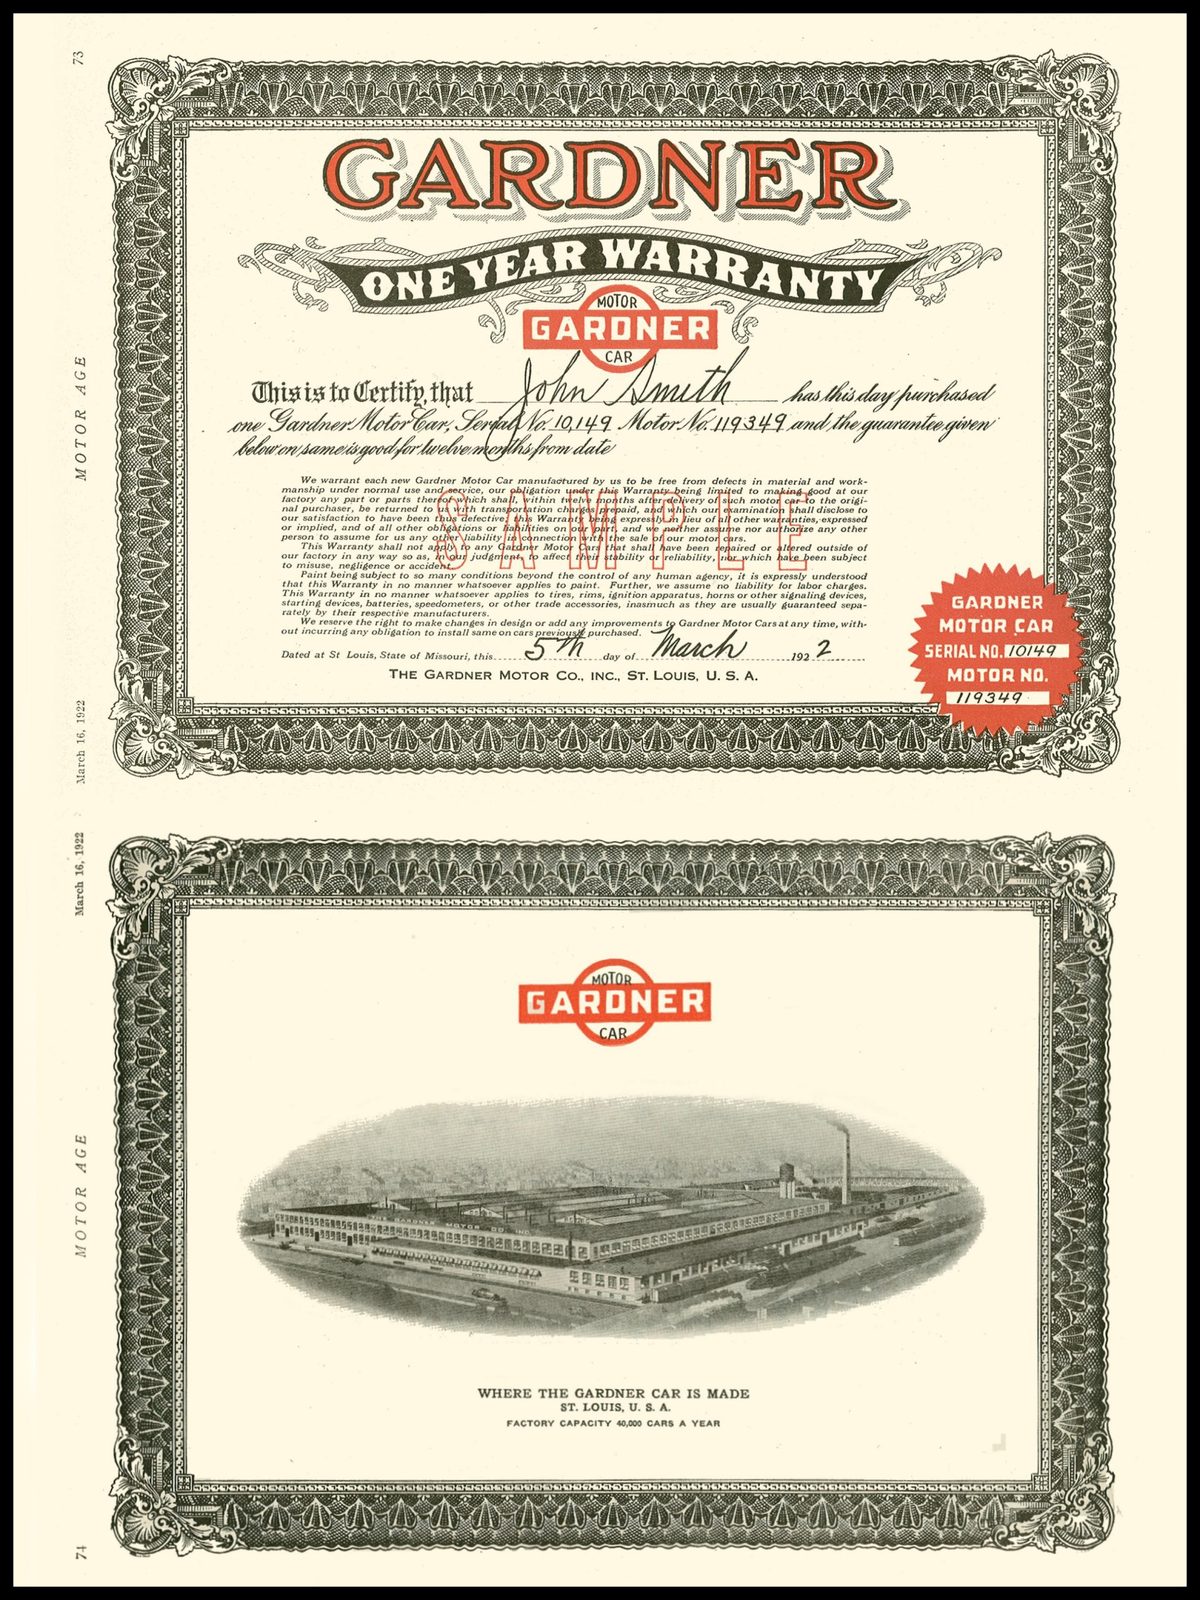 73
MOTOR AGE
March 16, 1922
GARDNER
ONE YEAR WARRANTY
MOTOR
GARDNER
CAR
This is to Certify, that John Smith has this day purchased
one Gardner Motor Car, Serial No. 10,149 Motor No. 119349 and the guarantee given
below on same is good for twelve months from date
We warrant each new Gardner Motor Car manufactured by us to be free from defects in material and work-
manship under normal use and service, our obligation under this Warranty being limited to making good at our
factory any part or parts thereof which shall, within twelve months after delivery of such motor car to the origi-
nal purchaser, be returned to us with transportation charges prepaid, and which our examination shall disclose to
our satisfaction to have been thus defective; this Warranty being expressly in lieu of all other warranties, expressed
or implied, and of all other obligations or liabilities on our part, and we neither assume nor authorize any other
person to assume for us any other liability in connection with the sale of our motor cars.
This Warranty shall not apply to any Gardner Motor Car that shall have been repaired or altered outside of
our factory in any way so as, in our judgment, to affect their stability or reliability, nor which have been subject
to misuse, negligence or accident.
Paint being subject to so many conditions beyond the control of any human agency, it is expressly understood
that this Warranty in no manner whatsoever applies to paint. Further, we assume no liability for labor charges.
This Warranty in no manner whatsoever applies to tires, rims, ignition apparatus, horns or other signaling devices,
starting devices, batteries, speedometers, or other trade accessories, inasmuch as they are usually guaranteed sepa-
rately by their respective manufacturers.
We reserve the right to make changes in design or add any improvements to Gardner Motor Cars at any time, with-
out incurring any obligation to install same on cars previously purchased.
SAMPLE
Dated at St Louis, State of Missouri, this 5th day of March 192 2
THE GARDNER MOTOR CO., INC., ST. LOUIS, U. S. A.
GARDNER
MOTOR CAR
SERIAL NO. 10149
MOTOR NO.
119349
March 16, 1922
MOTOR AGE
74
MOTOR
GARDNER
CAR
WHERE THE GARDNER CAR IS MADE
ST. LOUIS, U. S. A.
FACTORY CAPACITY 40,000 CARS A YEAR